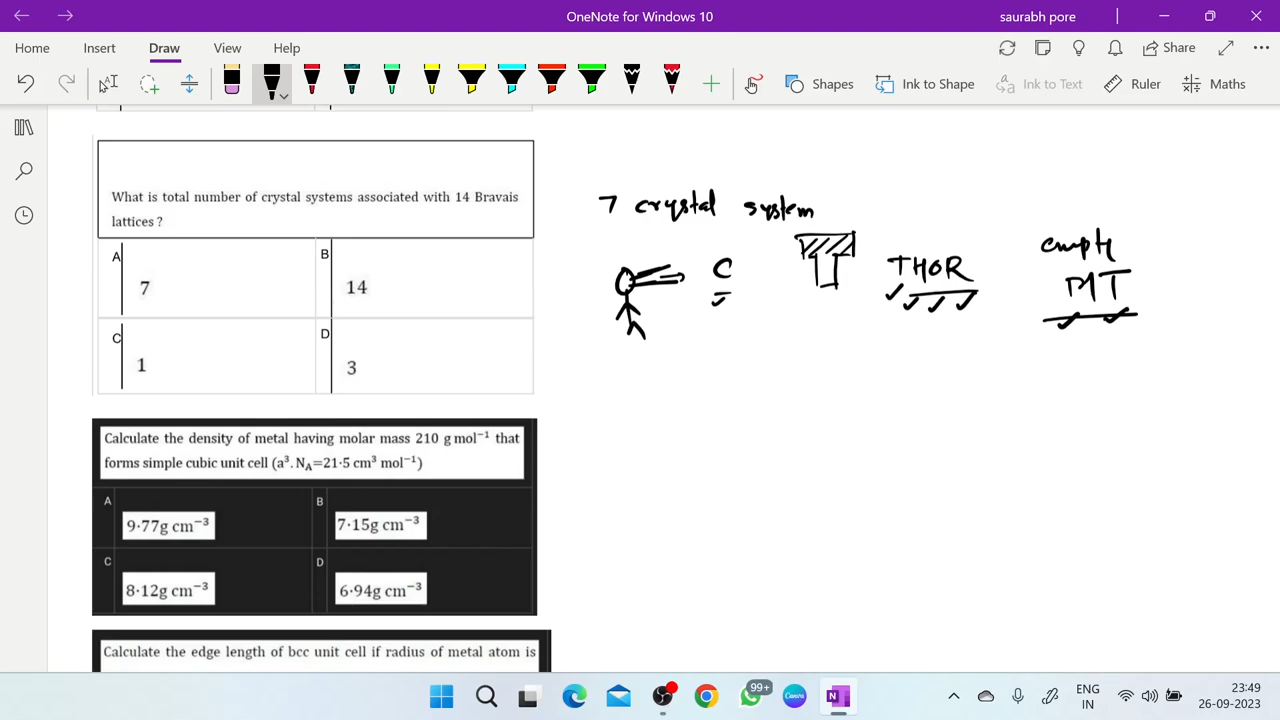 OneNote for Windows 10
saurabh pore
Home
Insert
Draw
View
Help
Share
Shapes
Ink to Shape
Ink to Text
Ruler
Maths
What is total number of crystal systems associated with 14 Bravais
lattices ?
A
7
B
14
C
1
D
3
7 crystal system
C
THOR
empty
MT
Calculate the density of metal having molar mass 210 g mol⁻¹ that
forms simple cubic unit cell (a³. N_A=21·5 cm³ mol⁻¹)
A
9·77g cm⁻³
B
7·15g cm⁻³
C
8·12g cm⁻³
D
6·94g cm⁻³
Calculate the edge length of bcc unit cell if radius of metal atom is
99+
Canva
N
ENG
IN
23:49
26-09-2023